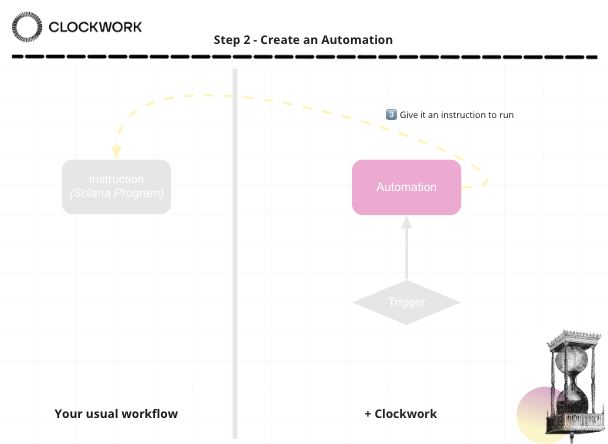 CLOCKWORK
Step 2 - Create an Automation
3 Give it an instruction to run
Instruction
(Solana Program)
Automation
Trigger
Your usual workflow
+ Clockwork